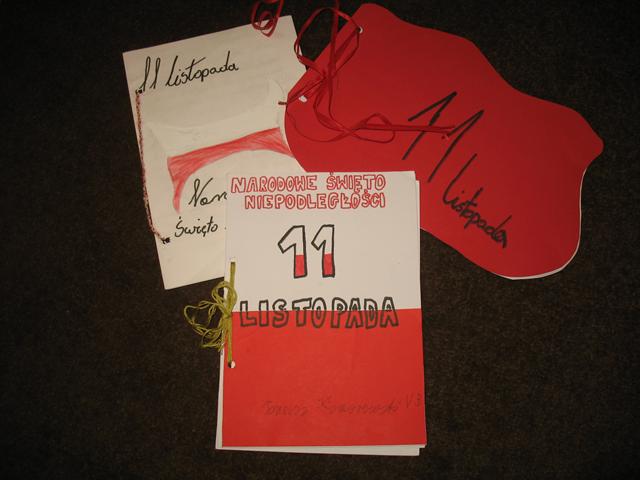 11 listopada
Święto
11
listopada
NARODOWE ŚWIĘTO
NIEPODLEGŁOŚCI
11
LISTOPADA